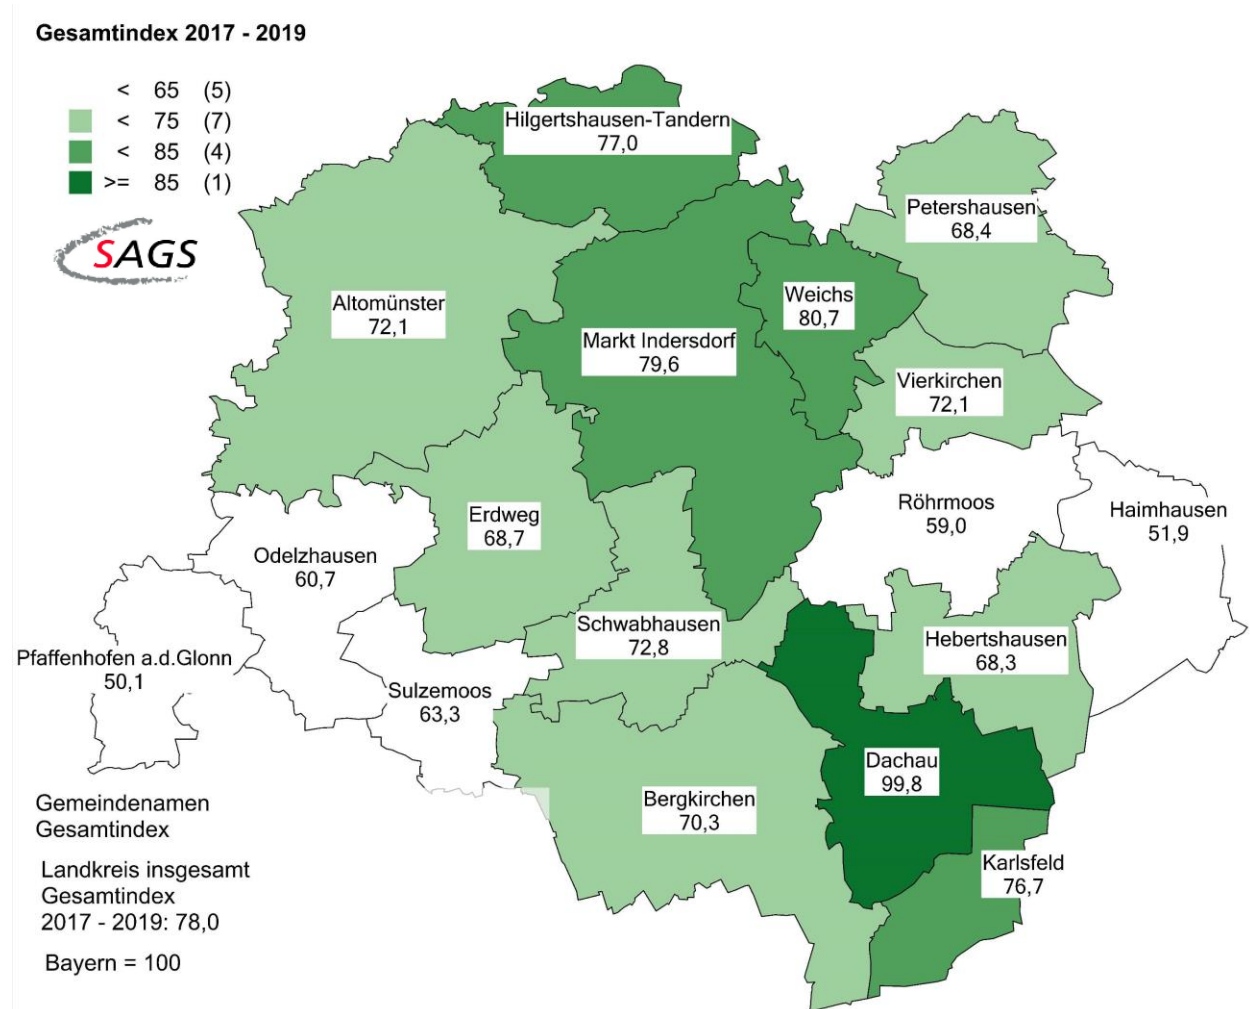 Gesamtindex 2017 - 2019
< 65 (5)
< 75 (7)
< 85 (4)
>= 85 (1)
SAGS
Hilgertshausen-Tandern
77,0
Petershausen
68,4
Altomünster
72,1
Weichs
80,7
Markt Indersdorf
79,6
Vierkirchen
72,1
Röhrmoos
59,0
Haimhausen
51,9
Erdweg
68,7
Odelzhausen
60,7
Schwabhausen
72,8
Hebertshausen
68,3
Pfaffenhofen a.d.Glonn
50,1
Sulzemoos
63,3
Dachau
99,8
Bergkirchen
70,3
Karlsfeld
76,7
Gemeindenamen
Gesamtindex
Landkreis insgesamt
Gesamtindex
2017 - 2019: 78,0
Bayern = 100